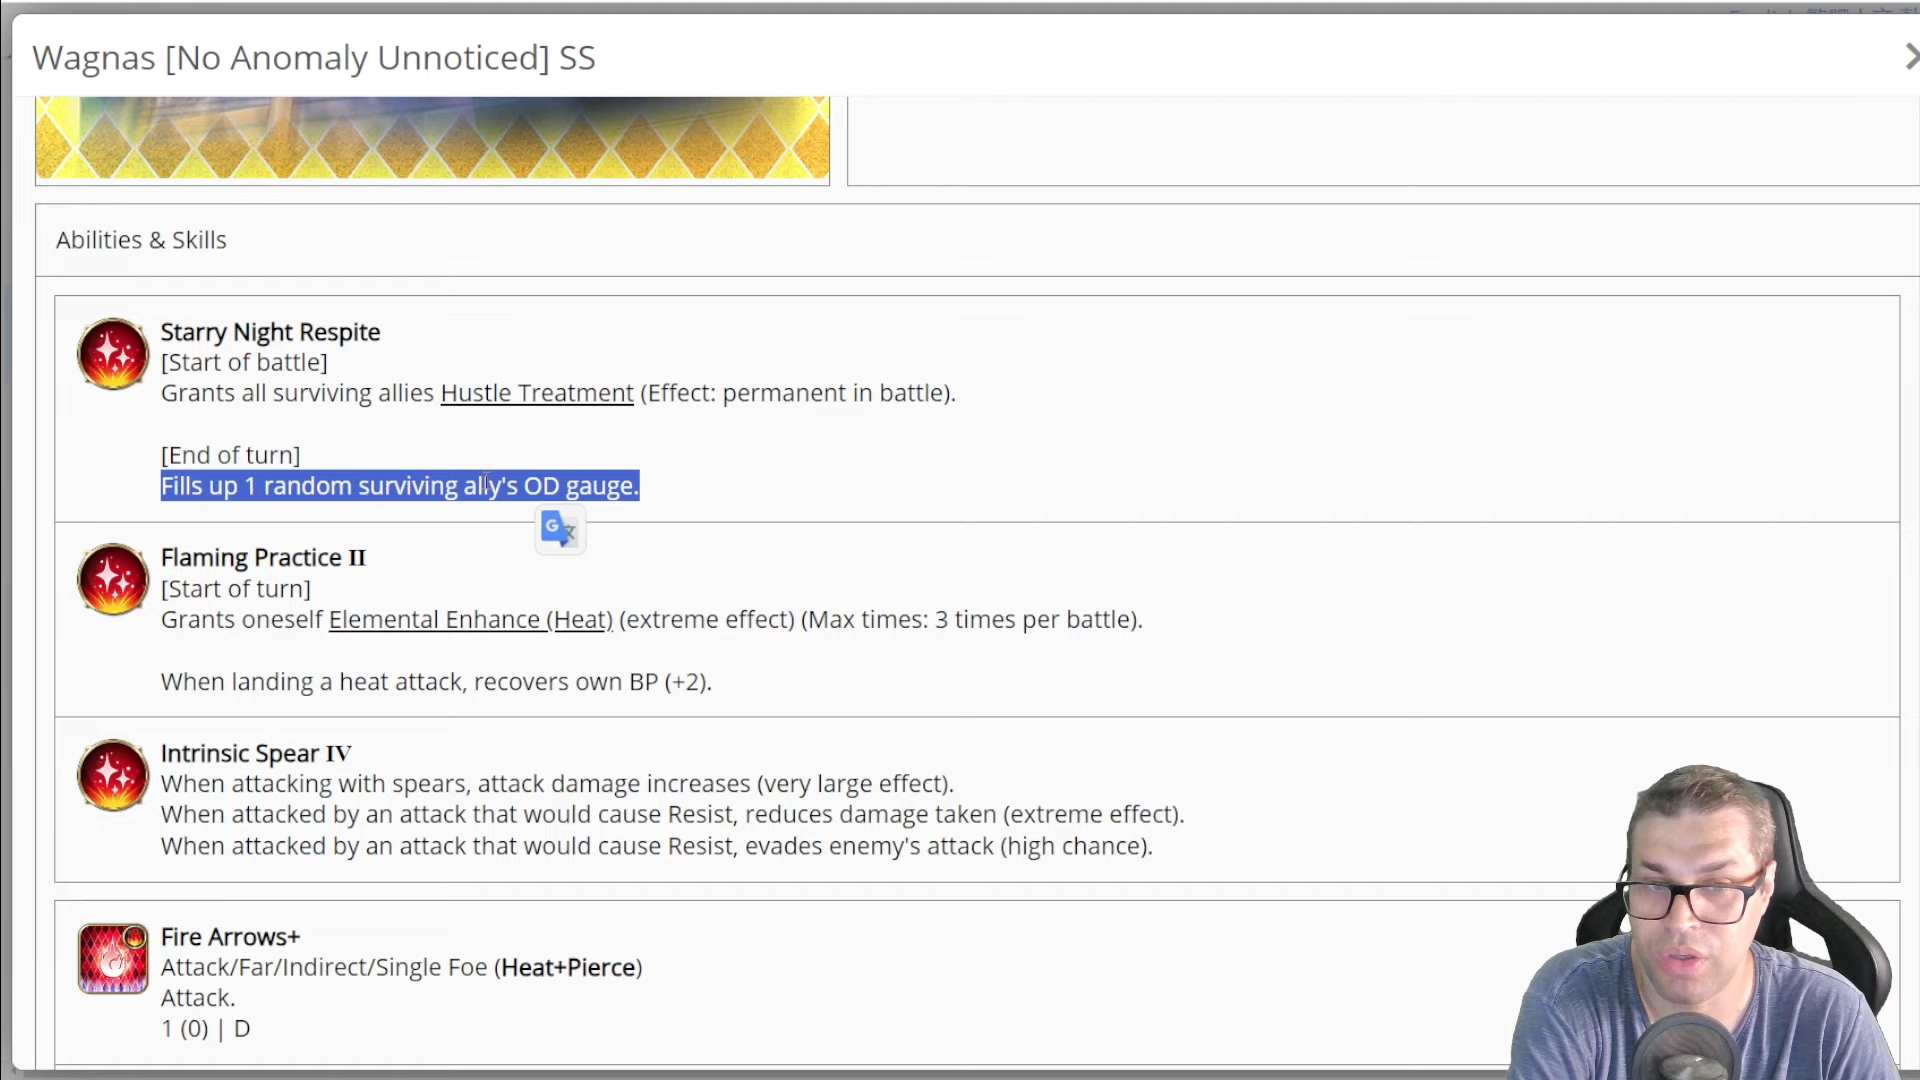 Wagnas [No Anomaly Unnoticed] SS
Abilities & Skills
Starry Night Respite
[Start of battle]
Grants all surviving allies Hustle Treatment (Effect: permanent in battle).
[End of turn]
Fills up 1 random surviving ally's OD gauge.
Flaming Practice II
[Start of turn]
Grants oneself Elemental Enhance (Heat) (extreme effect) (Max times: 3 times per battle).
When landing a heat attack, recovers own BP (+2).
Intrinsic Spear IV
When attacking with spears, attack damage increases (very large effect).
When attacked by an attack that would cause Resist, reduces damage taken (extreme effect).
When attacked by an attack that would cause Resist, evades enemy's attack (high chance).
Fire Arrows+
Attack/Far/Indirect/Single Foe (Heat+Pierce)
Attack.
1 (0) | D